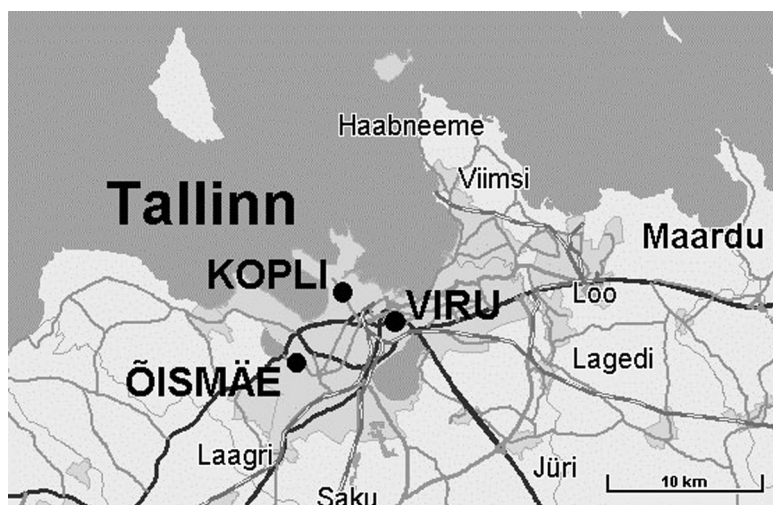 Haabneeme
Viimsi
Tallinn
Maardu
KOPLI
VIRU
Loo
ÕISMÄE
Lagedi
Laagri
Jüri
10 km
Saku